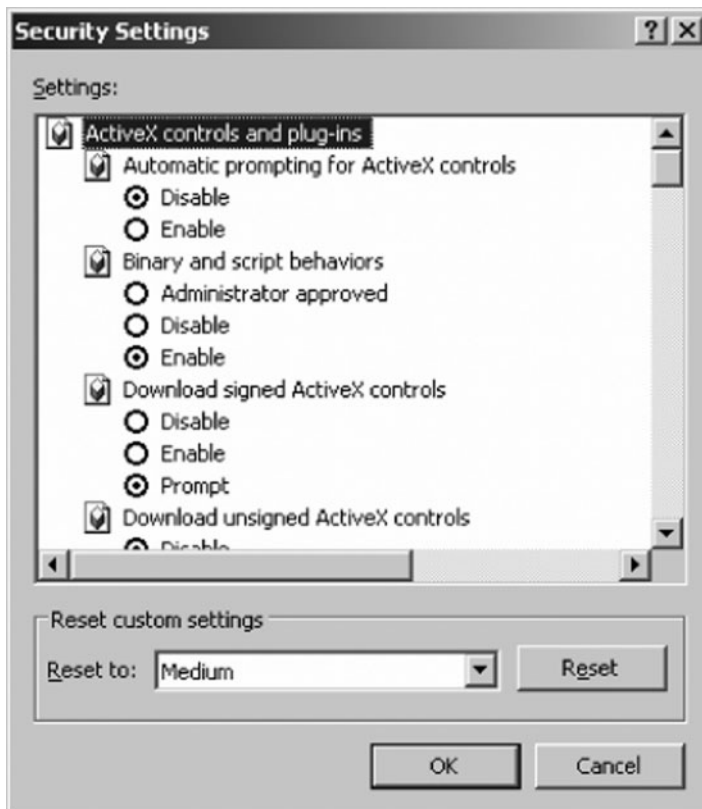 Security Settings
Settings:
ActiveX controls and plug-ins
Automatic prompting for ActiveX controls
Disable
Enable
Binary and script behaviors
Administrator approved
Disable
Enable
Download signed ActiveX controls
Disable
Enable
Prompt
Download unsigned ActiveX controls
Disable
Reset custom settings
Reset to: Medium Reset
OK Cancel